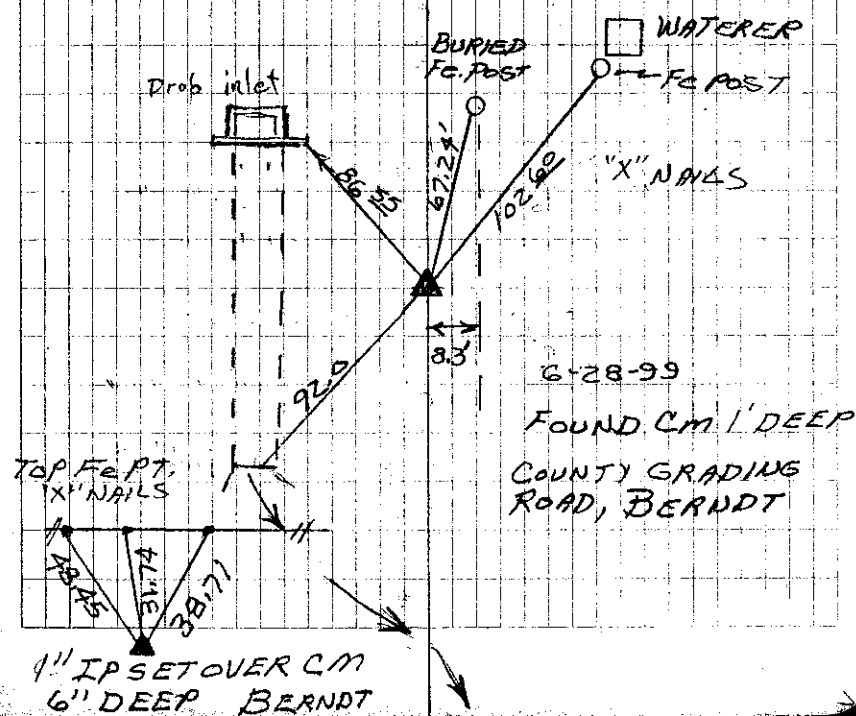 WATERER
BURIED
Fe. POST
Fe POST
Drob inlet
"X" NAILS
86.55
67.24'
102.60
8.3'
92.0
6-28-99
FOUND CM 1' DEEP
COUNTY GRADING
ROAD, BERNDT
TOP Fe PT.
"X" NAILS
48.45
31.74
38.71
1" IP SET OVER CM
6" DEEP BERNDT